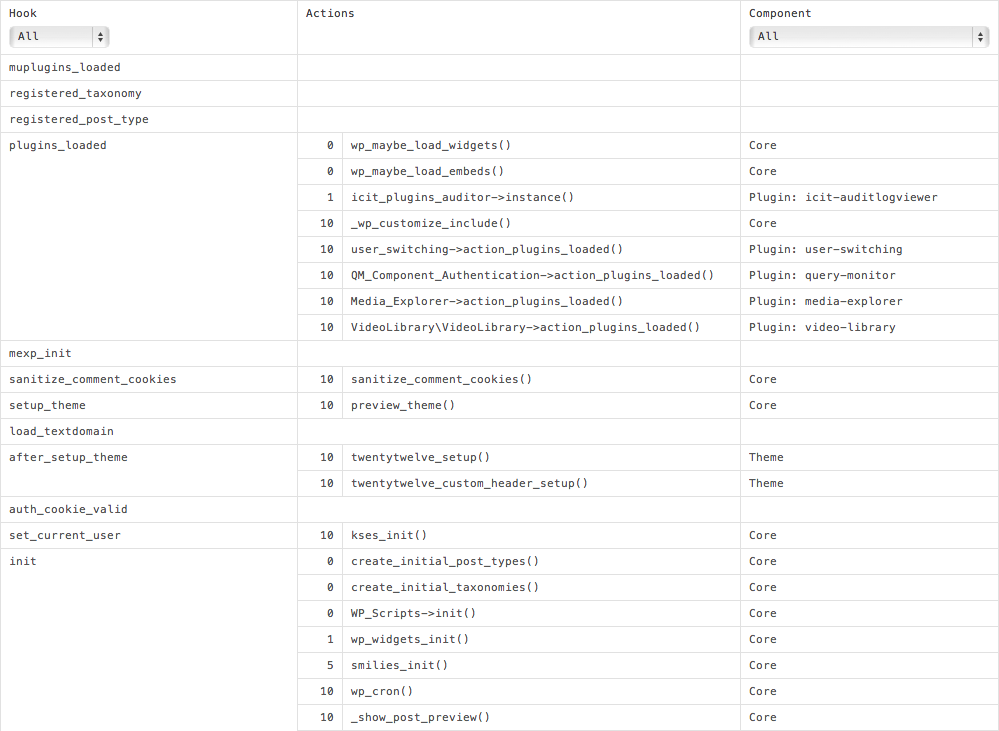 Hook Actions Component
All All
muplugins_loaded
registered_taxonomy
registered_post_type
plugins_loaded 0 wp_maybe_load_widgets() Core
0 wp_maybe_load_embeds() Core
1 icit_plugins_auditor->instance() Plugin: icit-auditlogviewer
10 _wp_customize_include() Core
10 user_switching->action_plugins_loaded() Plugin: user-switching
10 QM_Component_Authentication->action_plugins_loaded() Plugin: query-monitor
10 Media_Explorer->action_plugins_loaded() Plugin: media-explorer
10 VideoLibrary\VideoLibrary->action_plugins_loaded() Plugin: video-library
mexp_init
sanitize_comment_cookies 10 sanitize_comment_cookies() Core
setup_theme 10 preview_theme() Core
load_textdomain
after_setup_theme 10 twentytwelve_setup() Theme
10 twentytwelve_custom_header_setup() Theme
auth_cookie_valid
set_current_user 10 kses_init() Core
init 0 create_initial_post_types() Core
0 create_initial_taxonomies() Core
0 WP_Scripts->init() Core
1 wp_widgets_init() Core
5 smilies_init() Core
10 wp_cron() Core
10 _show_post_preview() Core